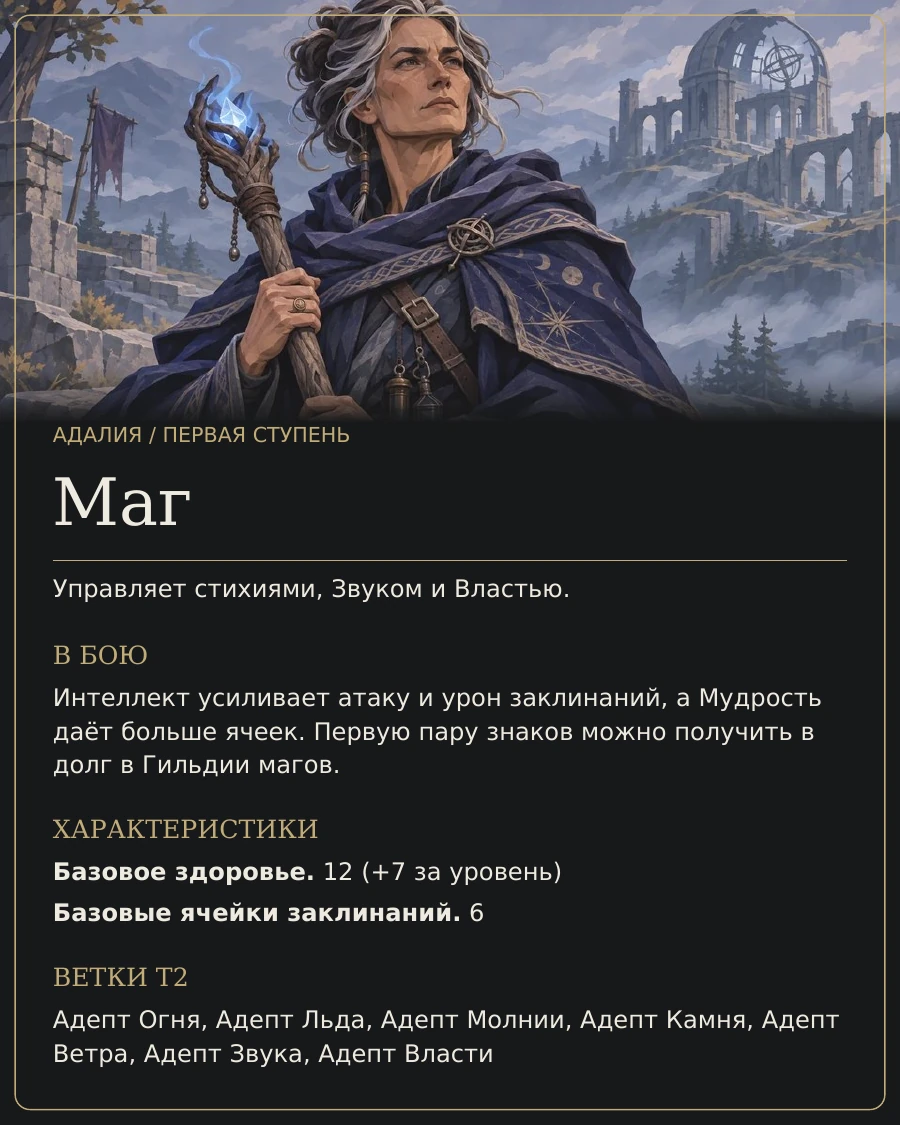 АДАЛИЯ / ПЕРВАЯ СТУПЕНЬ
Маг
Управляет стихиями, Звуком и Властью.
В БОЮ
Интеллект усиливает атаку и урон заклинаний, а Мудрость
даёт больше ячеек. Первую пару знаков можно получить в
долг в Гильдии магов.
ХАРАКТЕРИСТИКИ
Базовое здоровье. 12 (+7 за уровень)
Базовые ячейки заклинаний. 6
ВЕТКИ Т2
Адепт Огня, Адепт Льда, Адепт Молнии, Адепт Камня, Адепт
Ветра, Адепт Звука, Адепт Власти